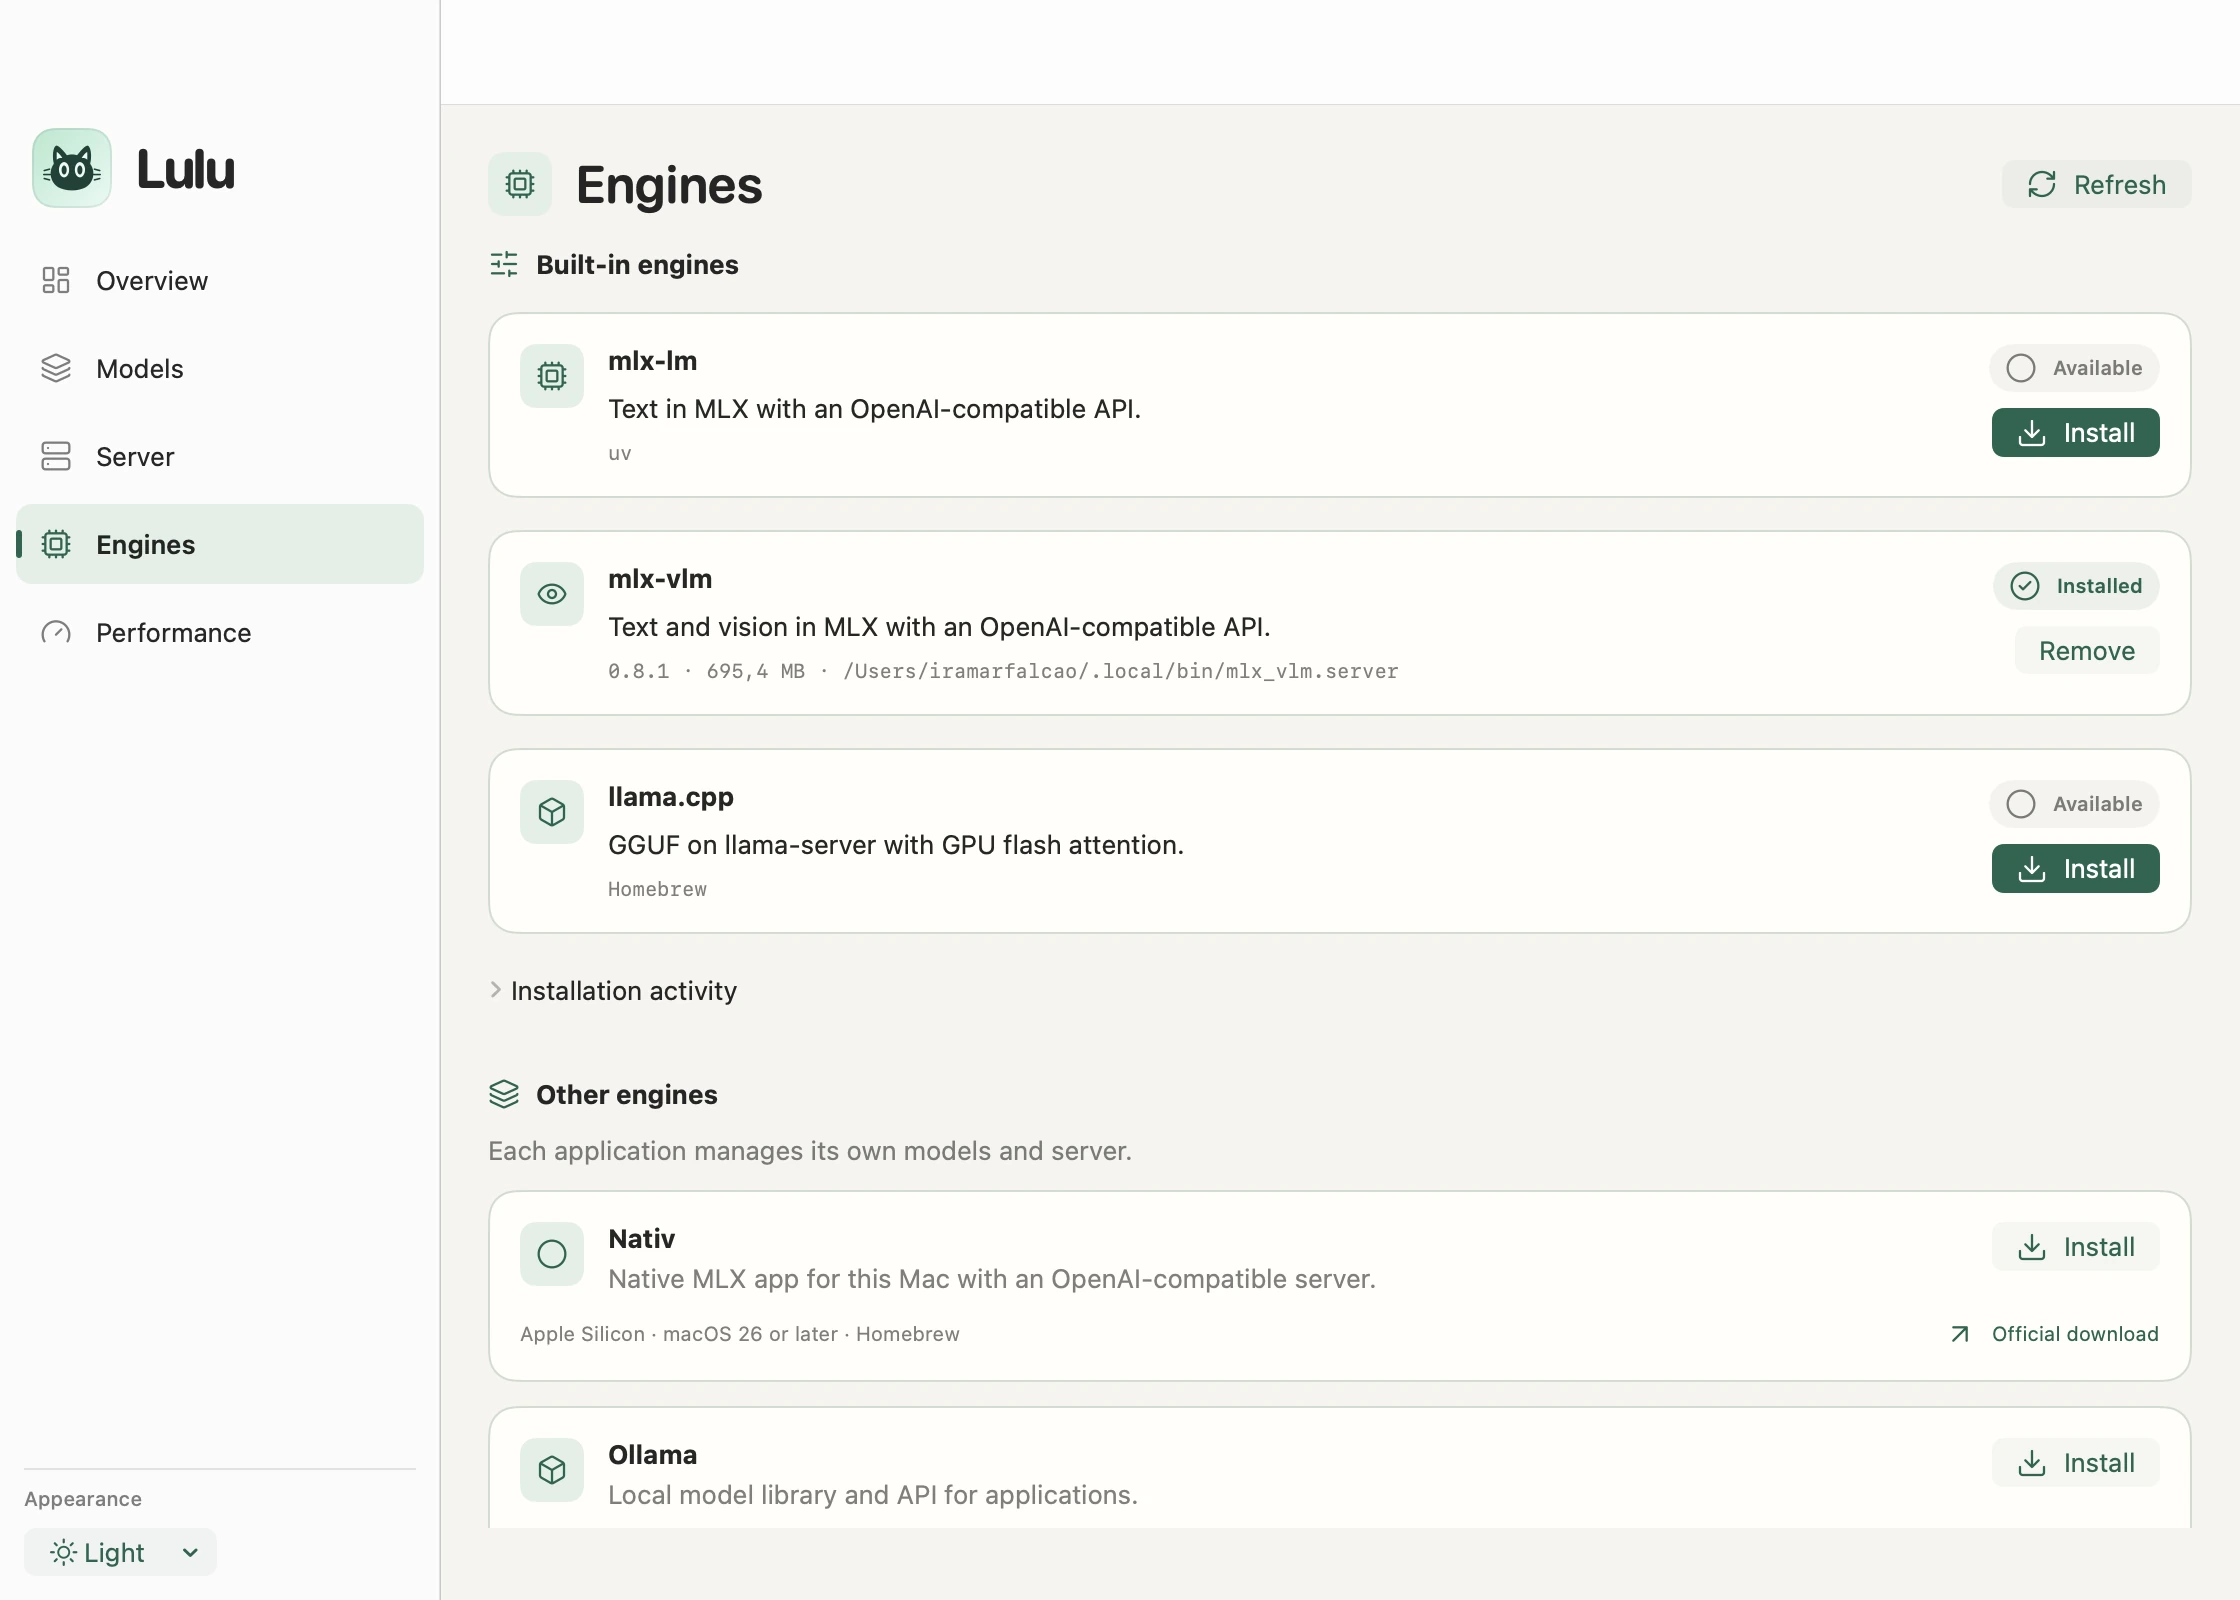 Lulu
Overview
Models
Server
Engines
Performance
Appearance
Light
Engines
Refresh
Built-in engines
mlx-lm
Available
Text in MLX with an OpenAI-compatible API.
Install
uv
mlx-vlm
Installed
Text and vision in MLX with an OpenAI-compatible API.
Remove
0.8.1 · 695,4 MB · /Users/iramarfalcao/.local/bin/mlx_vlm.server
llama.cpp
Available
GGUF on llama-server with GPU flash attention.
Install
Homebrew
Installation activity
Other engines
Each application manages its own models and server.
Nativ
Install
Native MLX app for this Mac with an OpenAI-compatible server.
Apple Silicon · macOS 26 or later · Homebrew
Official download
Ollama
Install
Local model library and API for applications.